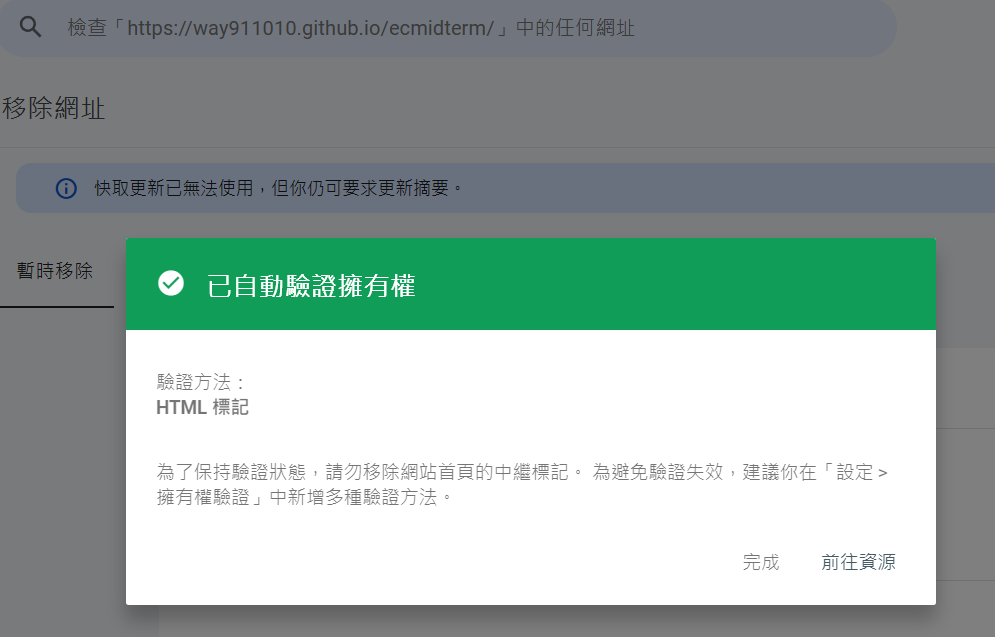 檢查「https://way911010.github.io/ecmidterm/」中的任何網址
移除網址
快取更新已無法使用，但你仍可要求更新摘要。
暫時移除
已自動驗證擁有權
驗證方法：
HTML 標記
為了保持驗證狀態，請勿移除網站首頁的中繼標記。 為避免驗證失效，建議你在「設定 >
擁有權驗證」中新增多種驗證方法。
完成
前往資源